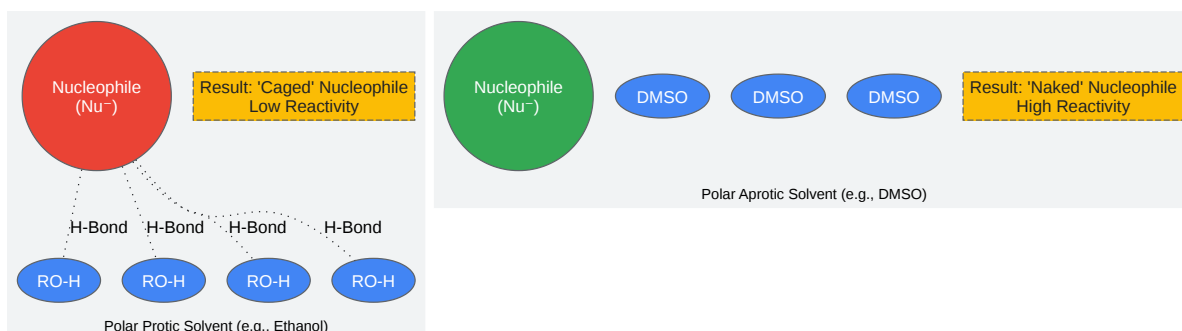 Nucleophile
(Nu⁻)
Result: 'Caged' Nucleophile
Low Reactivity
H-Bond
H-Bond
H-Bond
H-Bond
RO-H
RO-H
RO-H
RO-H
Polar Protic Solvent (e.g., Ethanol)
Nucleophile
(Nu⁻)
DMSO
DMSO
DMSO
Result: 'Naked' Nucleophile
High Reactivity
Polar Aprotic Solvent (e.g., DMSO)